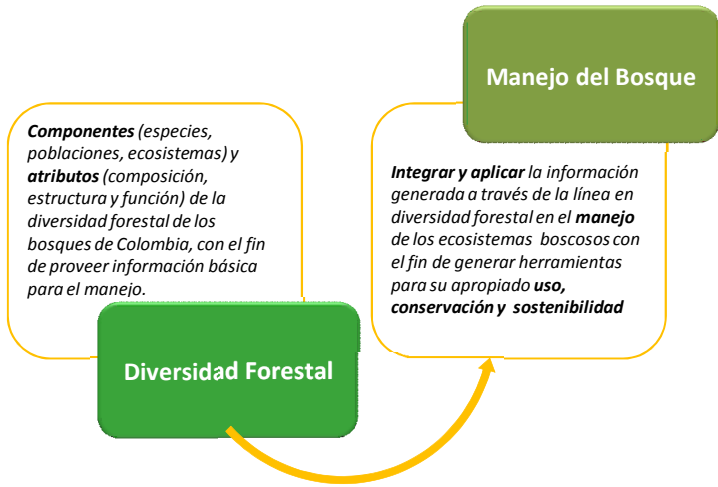 Componentes (especies,
poblaciones, ecosistemas) y
atributos (composición,
estructura y función) de la
diversidad forestal de los
bosques de Colombia, con el fin
de proveer información básica
para el manejo.
Diversidad Forestal
Manejo del Bosque
Integrar y aplicar la información
generada a través de la línea en
diversidad forestal en el manejo
de los ecosistemas boscosos con
el fin de generar herramientas
para su apropiado uso,
conservación y sostenibilidad